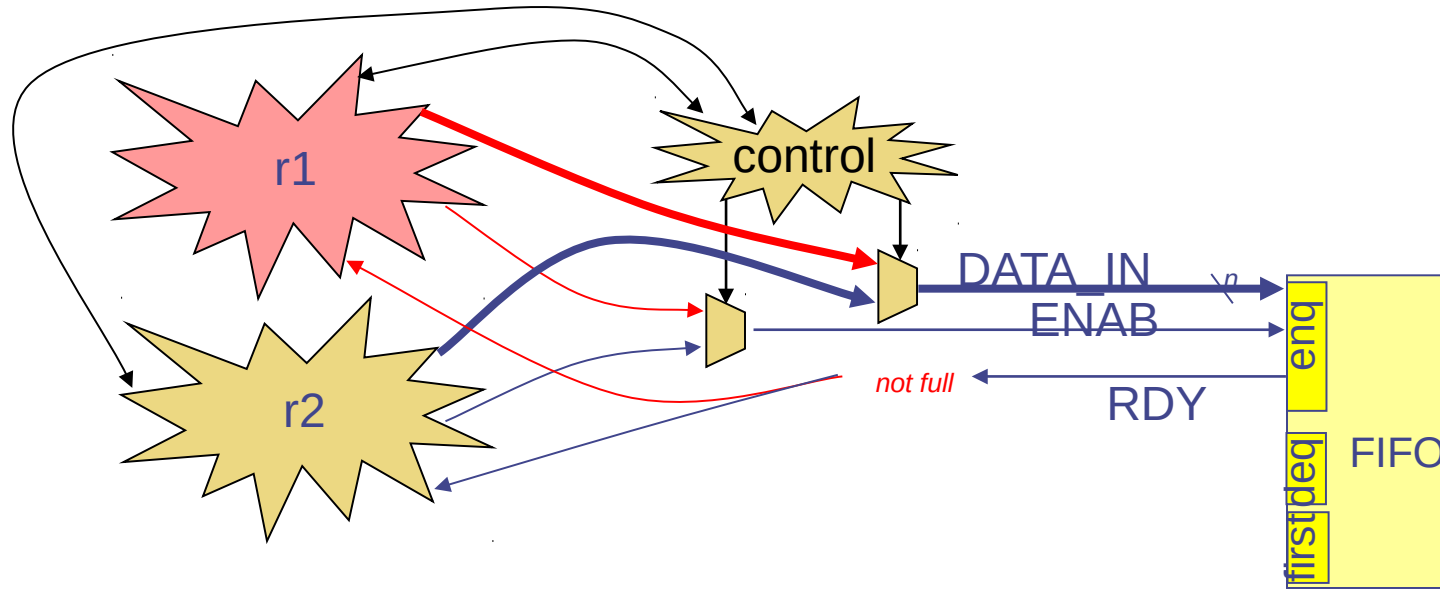 control
r1
DATA_IN
n
ENAB
enq
not full
RDY
r2
FIFO
deq
first